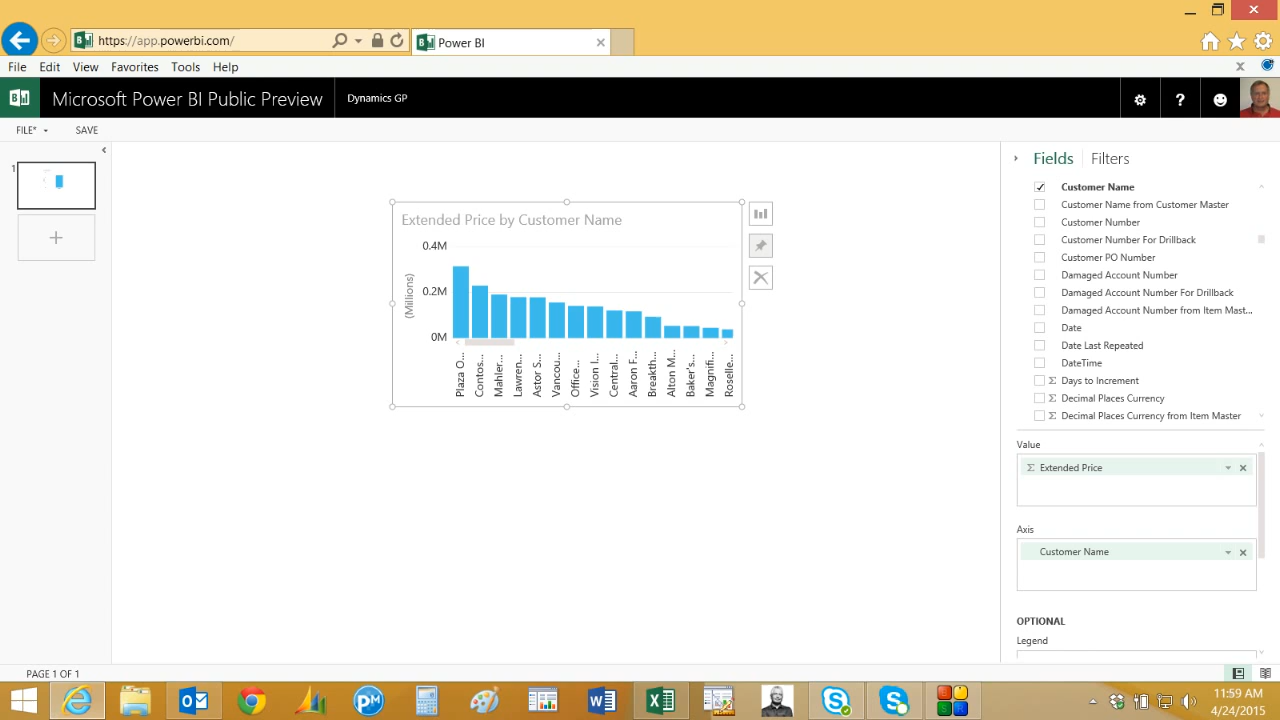 https://app.powerbi.com/
Power BI
File Edit View Favorites Tools Help
Microsoft Power BI Public Preview
Dynamics GP
FILE* SAVE
1
Extended Price by Customer Name
0.4M
0.2M
0M
(Millions)
Plaza O...
Contos...
Mahler...
Lawren...
Astor S...
Vancou...
Office...
Vision I...
Central...
Aaron F...
Breakth...
Alton M...
Baker's...
Magnifi...
Roselle...
Fields
Filters
Customer Name
Customer Name from Customer Master
Customer Number
Customer Number For Drillback
Customer PO Number
Damaged Account Number
Damaged Account Number For Drillback
Damaged Account Number from Item Mast...
Date
Date Last Repeated
DateTime
Σ Days to Increment
Σ Decimal Places Currency
Σ Decimal Places Currency from Item Master
Value
Σ Extended Price
Axis
Customer Name
OPTIONAL
Legend
PAGE 1 OF 1
11:59 AM
4/24/2015